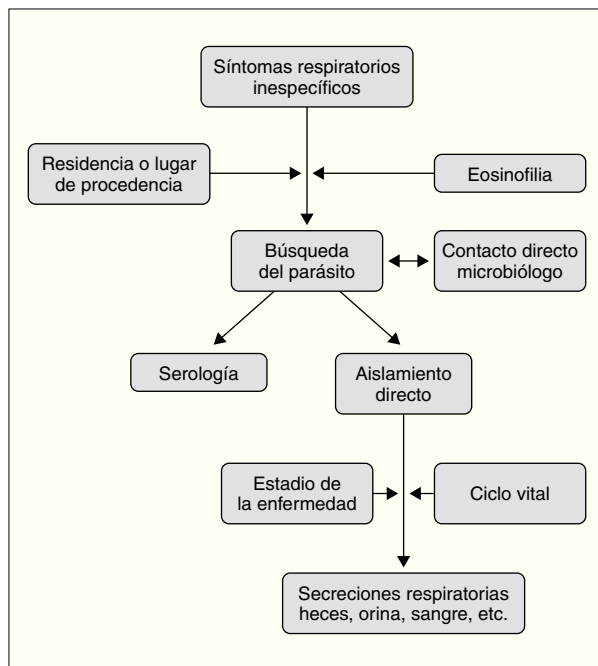 Síntomas respiratorios
inespecíficos
Residencia o lugar
de procedencia
Eosinofilia
Búsqueda
del parásito
Contacto directo
microbiólogo
Serología
Aislamiento
directo
Estadio de
la enfermedad
Ciclo vital
Secreciones respiratorias
heces, orina, sangre, etc.